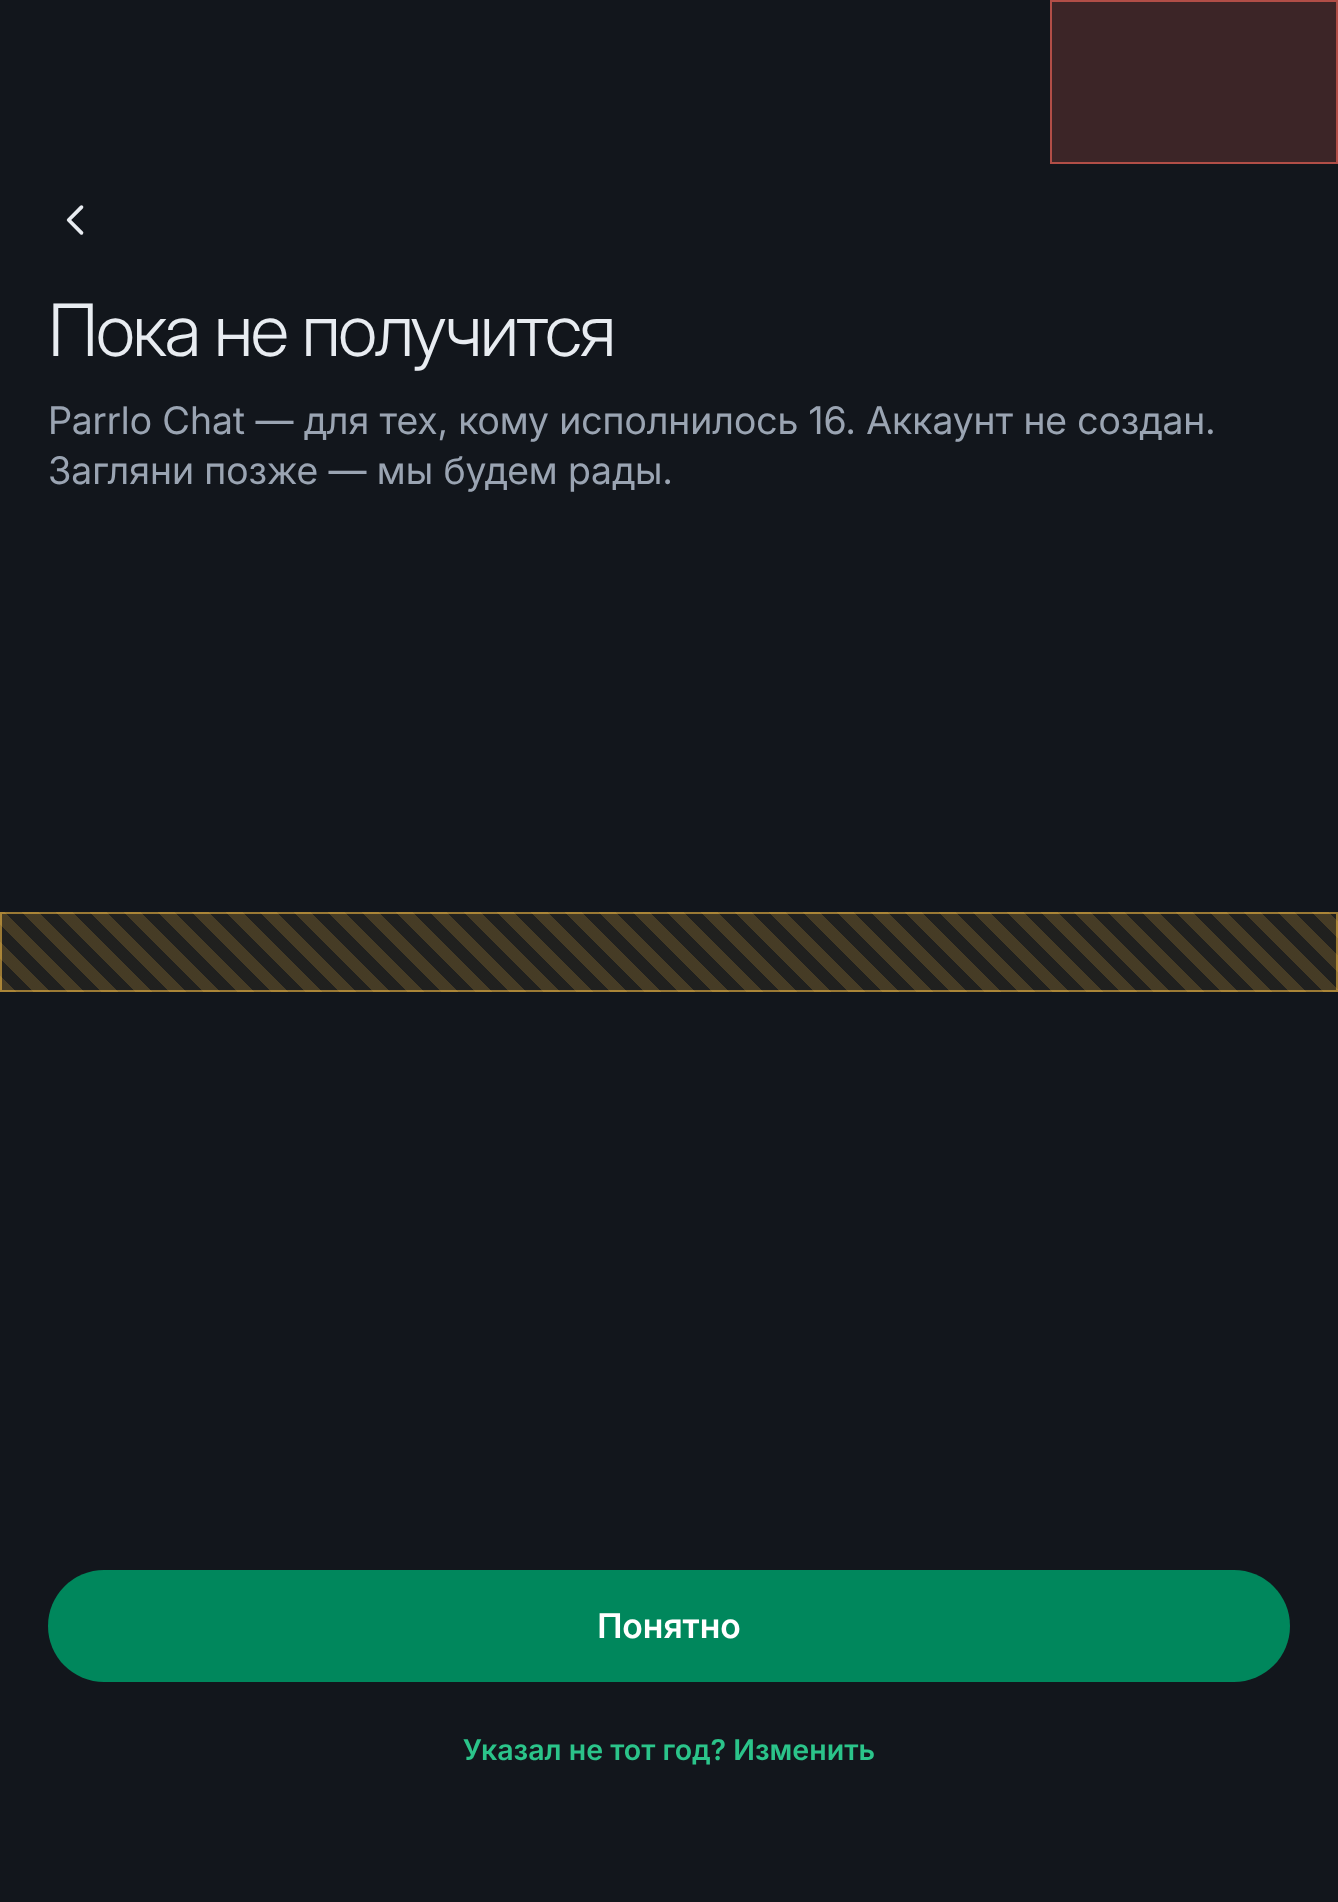 Пока не получится
Parrlo Chat — для тех, кому исполнилось 16. Аккаунт не создан.
Загляни позже — мы будем рады.
Понятно
Указал не тот год? Изменить